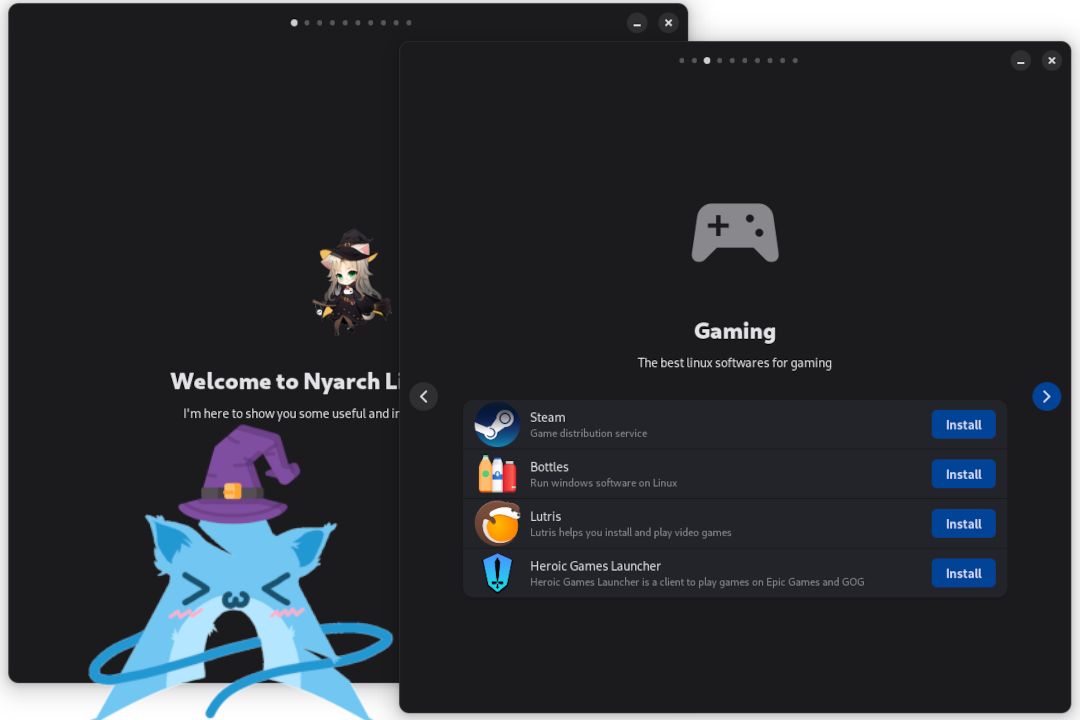 Welcome to Nyarch Li
I'm here to show you some useful and in
Gaming
The best linux softwares for gaming
Steam
Game distribution service
Install
Bottles
Run windows software on Linux
Install
Lutris
Lutris helps you install and play video games
Install
Heroic Games Launcher
Heroic Games Launcher is a client to play games on Epic Games and GOG
Install